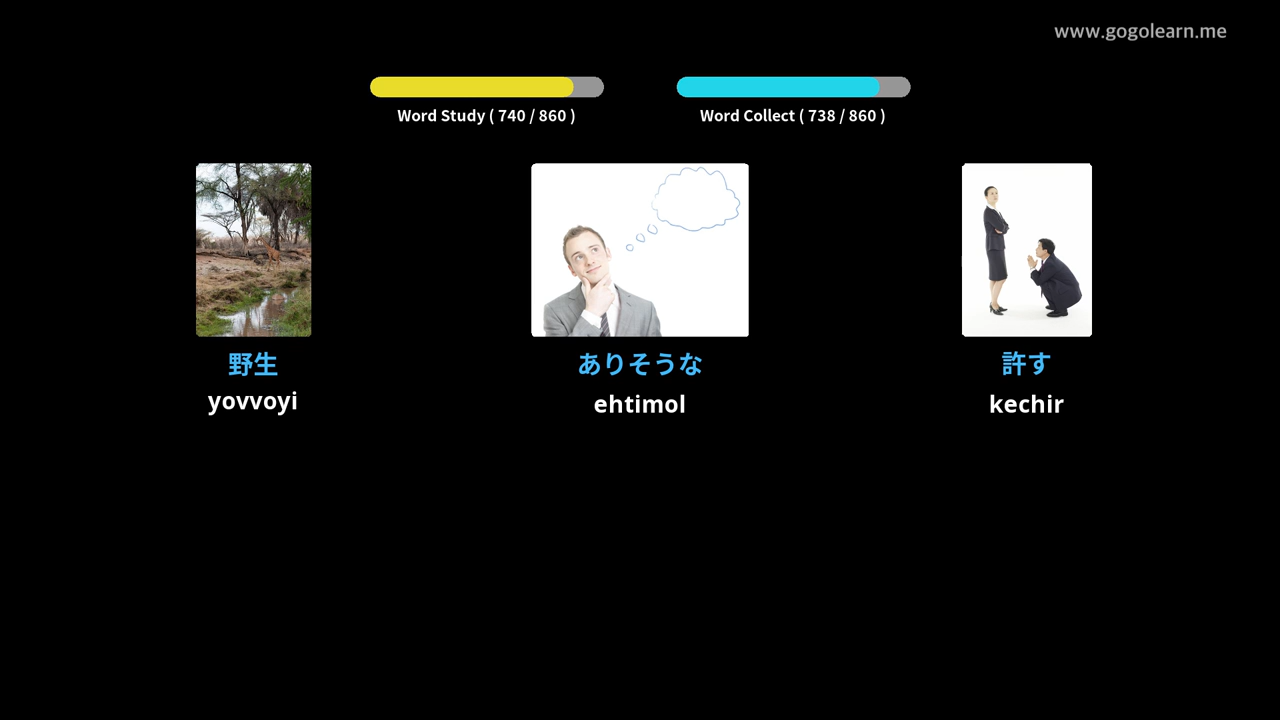 www.gogolearn.me
Word Study ( 740 / 860 )
Word Collect ( 738 / 860 )
野生
yovvoyi
ありそうな
ehtimol
許す
kechir